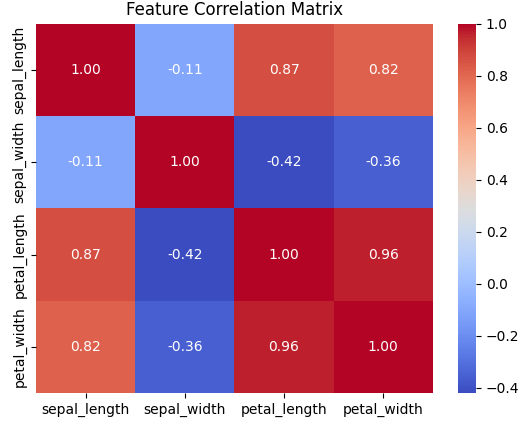 Feature Correlation Matrix
sepal_length
1.00
-0.11
0.87
0.82
sepal_width
-0.11
1.00
-0.42
-0.36
petal_length
0.87
-0.42
1.00
0.96
petal_width
0.82
-0.36
0.96
1.00
sepal_length
sepal_width
petal_length
petal_width
1.0
0.8
0.6
0.4
0.2
0.0
−0.2
−0.4